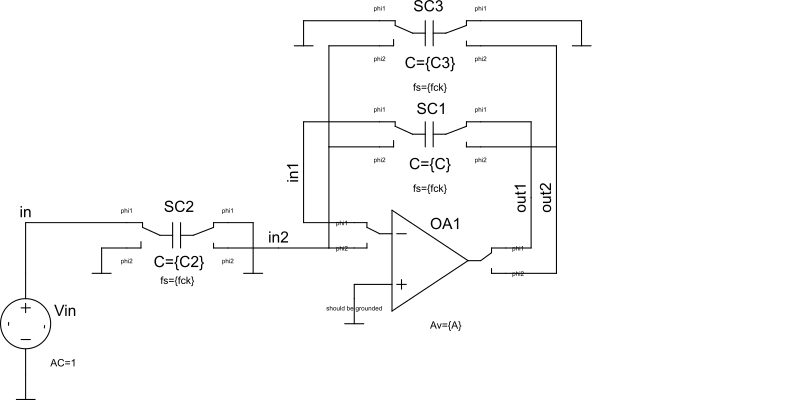 SC3
phi1
phi1
phi2
phi2
C={C3}
fs={fck}
SC1
phi1
phi1
phi2
phi2
C={C}
fs={fck}
in1
out1
out2
in
SC2
phi1
phi1
phi2
phi2
C={C2}
fs={fck}
in2
phi1
phi2
OA1
−
+
phi1
phi2
should be grounded
Av={A}
+
−
Vin
AC=1